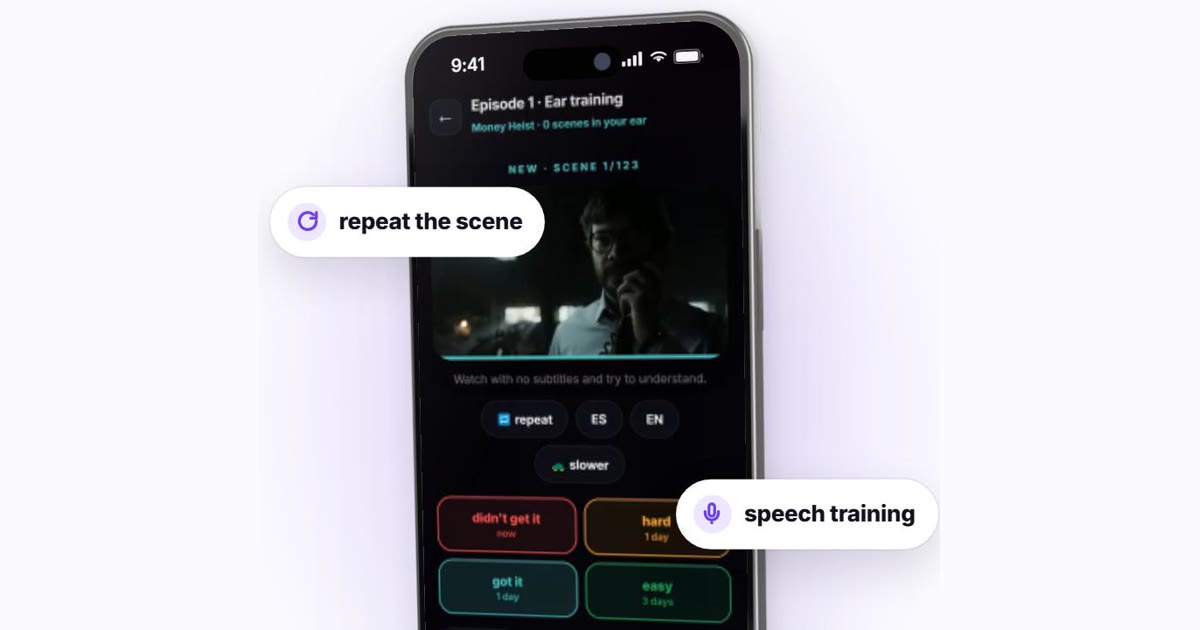 9:41
Episode 1 · Ear training
Money Heist · 0 scenes in your ear
NEW · SCENE 1/123
repeat the scene
Watch with no subtitles and try to understand.
repeat ES EN
slower
speech training
didn't get it
now
hard
1 day
got it
1 day
easy
3 days